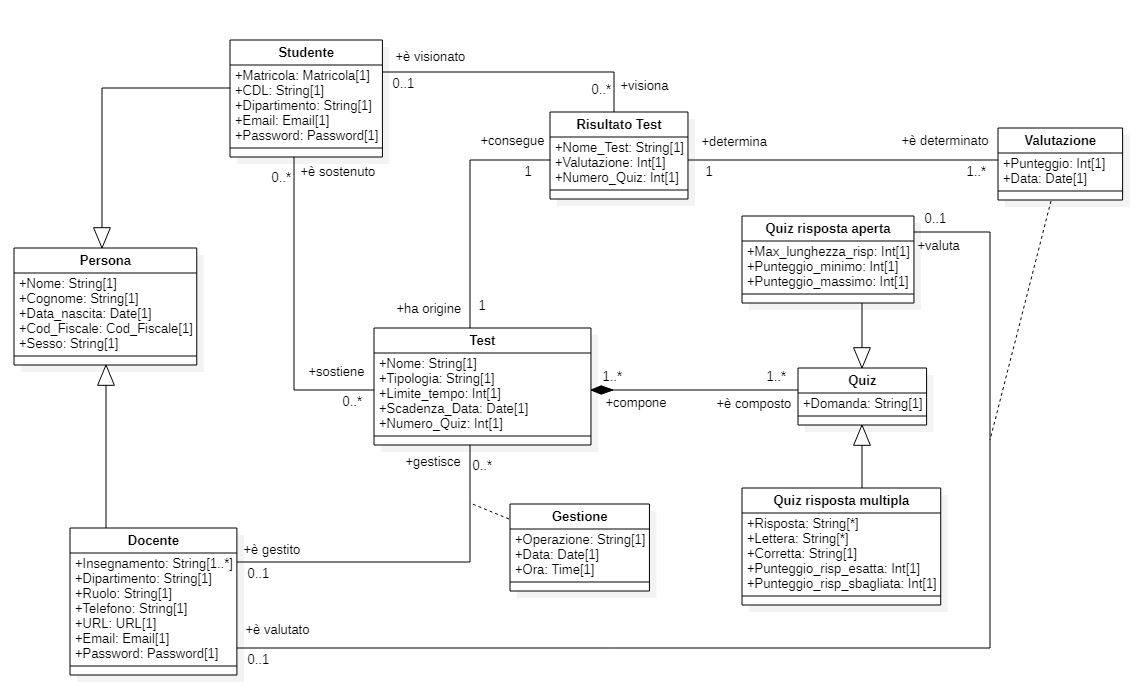 Studente
+Matricola: Matricola[1]
+CDL: String[1]
+Dipartimento: String[1]
+Email: Email[1]
+Password: Password[1]
+è visionato
0..1
0..*
+visiona
Risultato Test
+Nome_Test: String[1]
+Valutazione: Int[1]
+Numero_Quiz: Int[1]
+consegue
1
+determina
1
+è determinato
1..*
Valutazione
+Punteggio: Int[1]
+Data: Date[1]
0..*
+è sostenuto
Quiz risposta aperta
+Max_lunghezza_risp: Int[1]
+Punteggio_minimo: Int[1]
+Punteggio_massimo: Int[1]
0..1
+valuta
Persona
+Nome: String[1]
+Cognome: String[1]
+Data_nascita: Date[1]
+Cod_Fiscale: Cod_Fiscale[1]
+Sesso: String[1]
+ha origine
1
Test
+Nome: String[1]
+Tipologia: String[1]
+Limite_tempo: Int[1]
+Scadenza_Data: Date[1]
+Numero_Quiz: Int[1]
+sostiene
0..*
1..*
+compone
1..*
+è composto
Quiz
+Domanda: String[1]
+gestisce
0..*
Gestione
+Operazione: String[1]
+Data: Date[1]
+Ora: Time[1]
Quiz risposta multipla
+Risposta: String[*]
+Lettera: String[*]
+Corretta: String[1]
+Punteggio_risp_esatta: Int[1]
+Punteggio_risp_sbagliata: Int[1]
Docente
+Insegnamento: String[1..*]
+Dipartimento: String[1]
+Ruolo: String[1]
+Telefono: String[1]
+URL: URL[1]
+Email: Email[1]
+Password: Password[1]
+è gestito
0..1
+è valutato
0..1